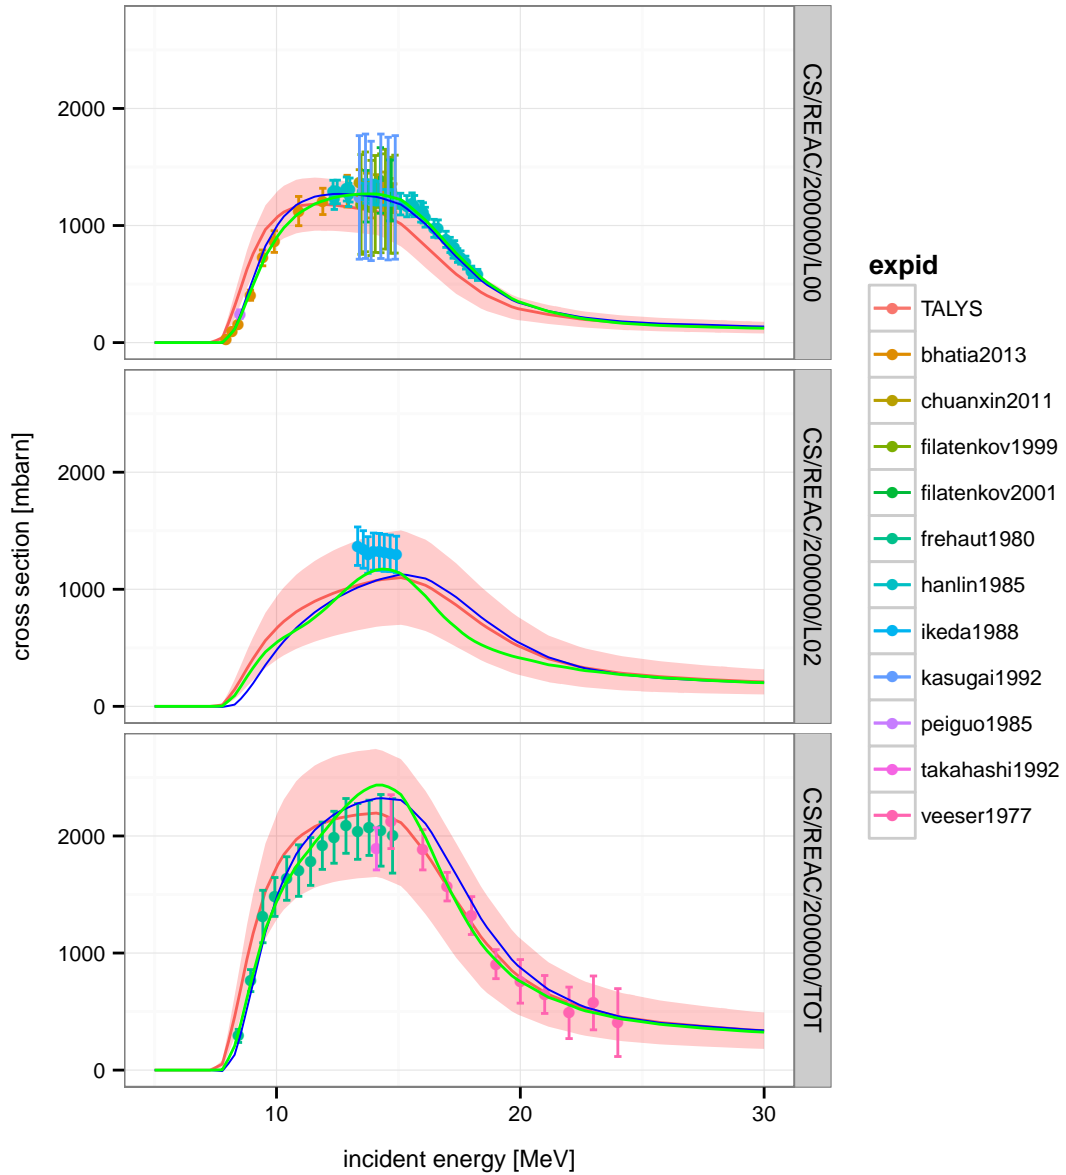 2000
1000
0
CS/REAC/200000/L00
2000
1000
0
CS/REAC/200000/L02
2000
1000
0
CS/REAC/200000/TOT
10
20
30
incident energy [MeV]
cross section [mbarn]
expid
TALYS
bhatia2013
chuanxin2011
filatenkov1999
filatenkov2001
frehaut1980
hanlin1985
ikeda1988
kasugai1992
peiguo1985
takahashi1992
veeser1977